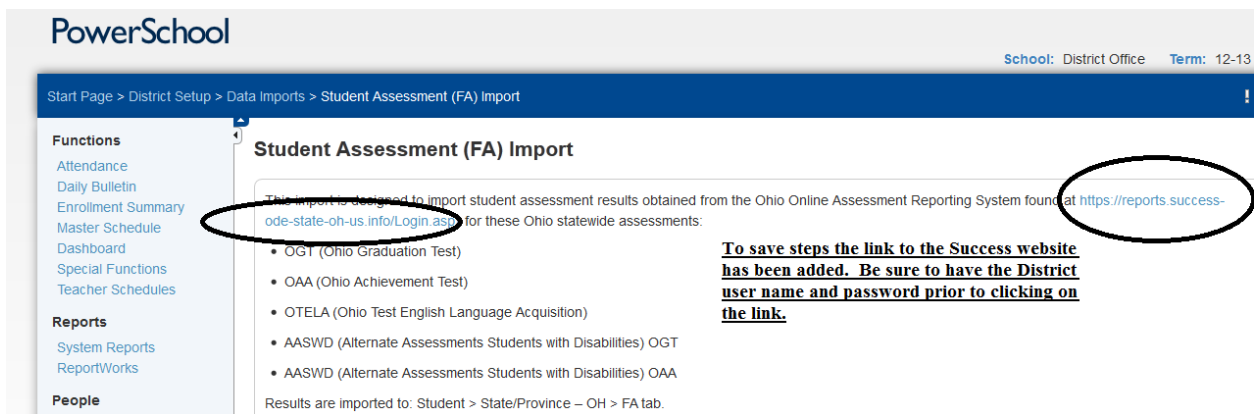 PowerSchool
School: District Office Term: 12-13
Start Page > District Setup > Data Imports > Student Assessment (FA) Import !
Functions
Attendance
Daily Bulletin
Enrollment Summary
Master Schedule
Dashboard
Special Functions
Teacher Schedules
Reports
System Reports
ReportWorks
People
Student Assessment (FA) Import
This import is designed to import student assessment results obtained from the Ohio Online Assessment Reporting System found at https://reports.success-
ode-state-oh-us.info/Login.asp for these Ohio statewide assessments:
• OGT (Ohio Graduation Test)
• OAA (Ohio Achievement Test)
• OTELA (Ohio Test English Language Acquisition)
• AASWD (Alternate Assessments Students with Disabilities) OGT
• AASWD (Alternate Assessments Students with Disabilities) OAA
Results are imported to: Student > State/Province – OH > FA tab.
To save steps the link to the Success website
has been added. Be sure to have the District
user name and password prior to clicking on
the link.